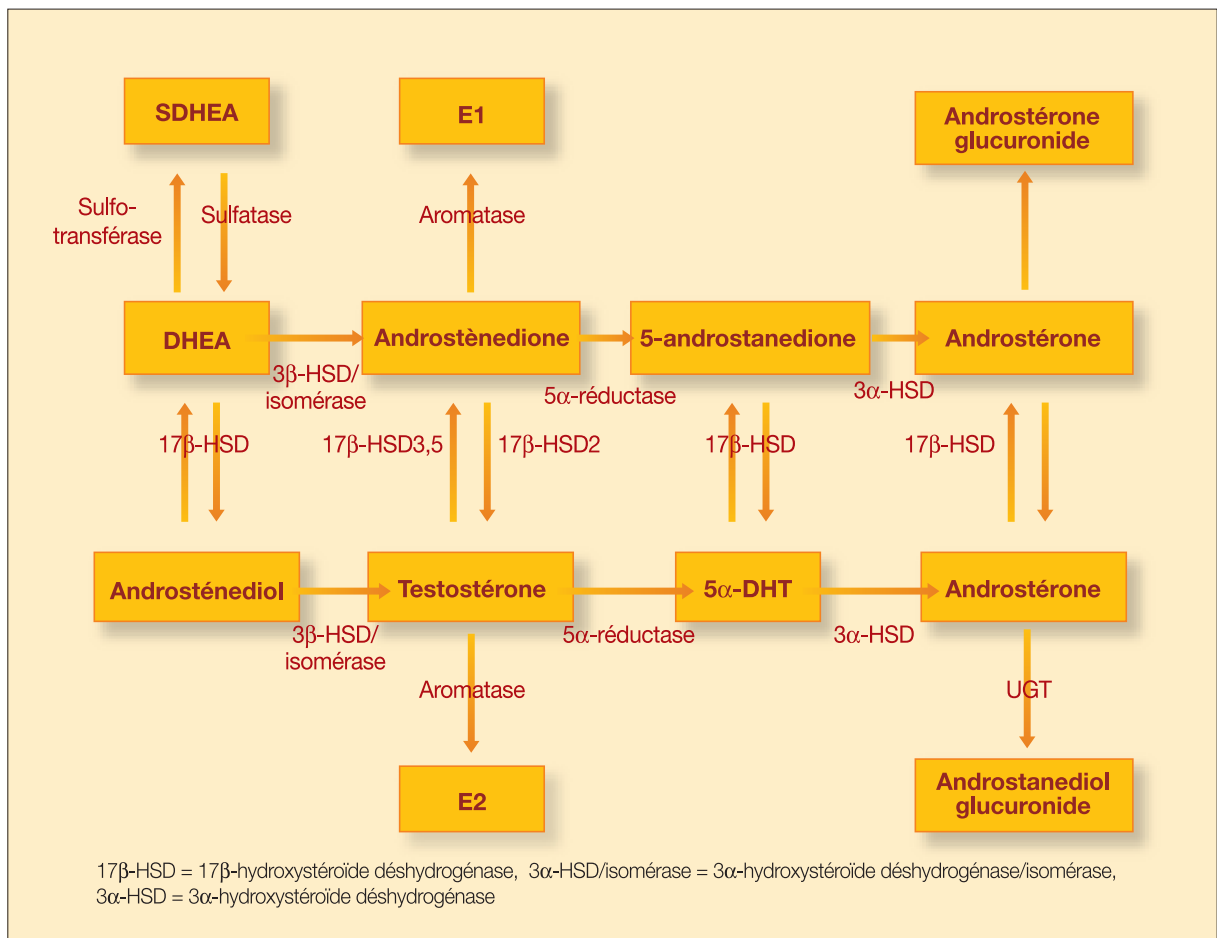 SDHEA
E1
Androstérone
glucuronide
Sulfo-
transférase
Sulfatase
Aromatase
DHEA
Androstènedione
5-androstanedione
Androstérone
3β-HSD/
isomérase
5α-réductase
3α-HSD
17β-HSD
17β-HSD3,5
17β-HSD2
17β-HSD
17β-HSD
Androsténediol
Testostérone
5α-DHT
Androstérone
3β-HSD/
isomérase
5α-réductase
3α-HSD
Aromatase
UGT
E2
Androstanediol
glucuronide
17β-HSD = 17β-hydroxystéroïde déshydrogénase, 3α-HSD/isomérase = 3α-hydroxystéroïde déshydrogénase/isomérase,
3α-HSD = 3α-hydroxystéroïde déshydrogénase